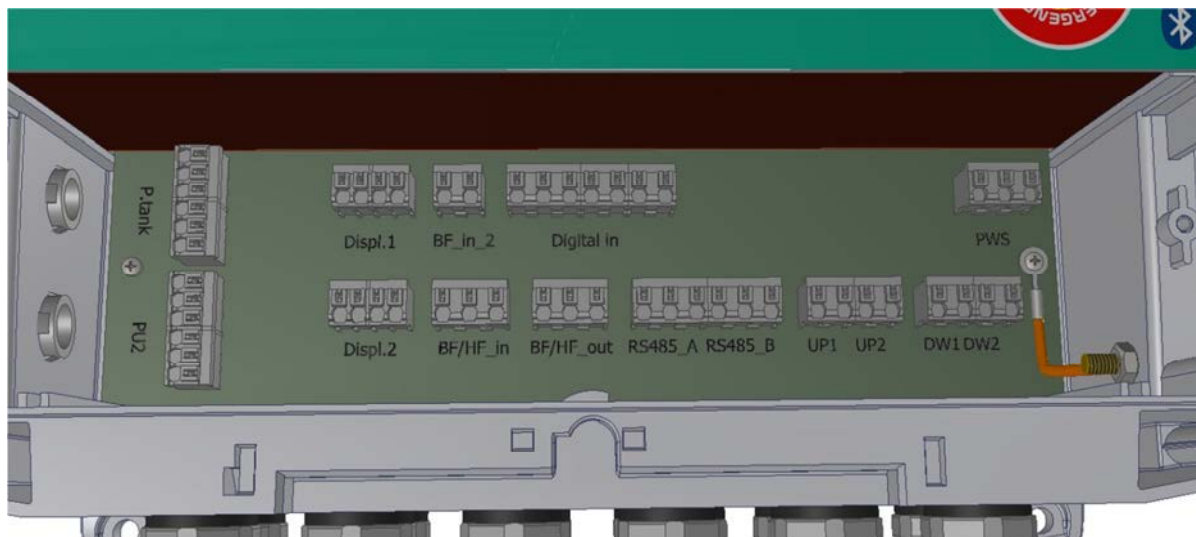 ERGEN
P.tank
Displ.1 BF_in_2 Digital in PWS
PU2
Displ.2 BF/HF_in BF/HF_out RS485_A RS485_B UP1 UP2 DW1 DW2